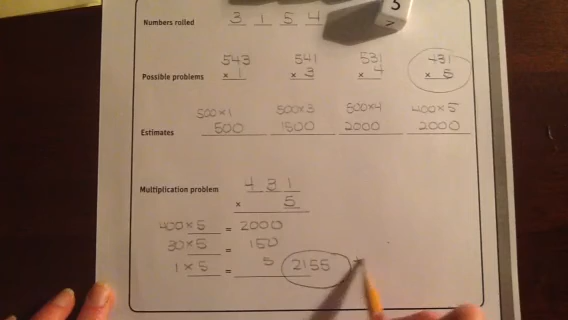 5
Numbers rolled 3 1 5 4
543 541 531 431
Possible problems × 1 × 3 × 4 × 5
500×1 500×3 500×4 400×5
Estimates 500 1500 2000 2000
Multiplication problem 4 3 1
× 5
400×5 = 2000
30×5 = 150
1×5 = 5 2155